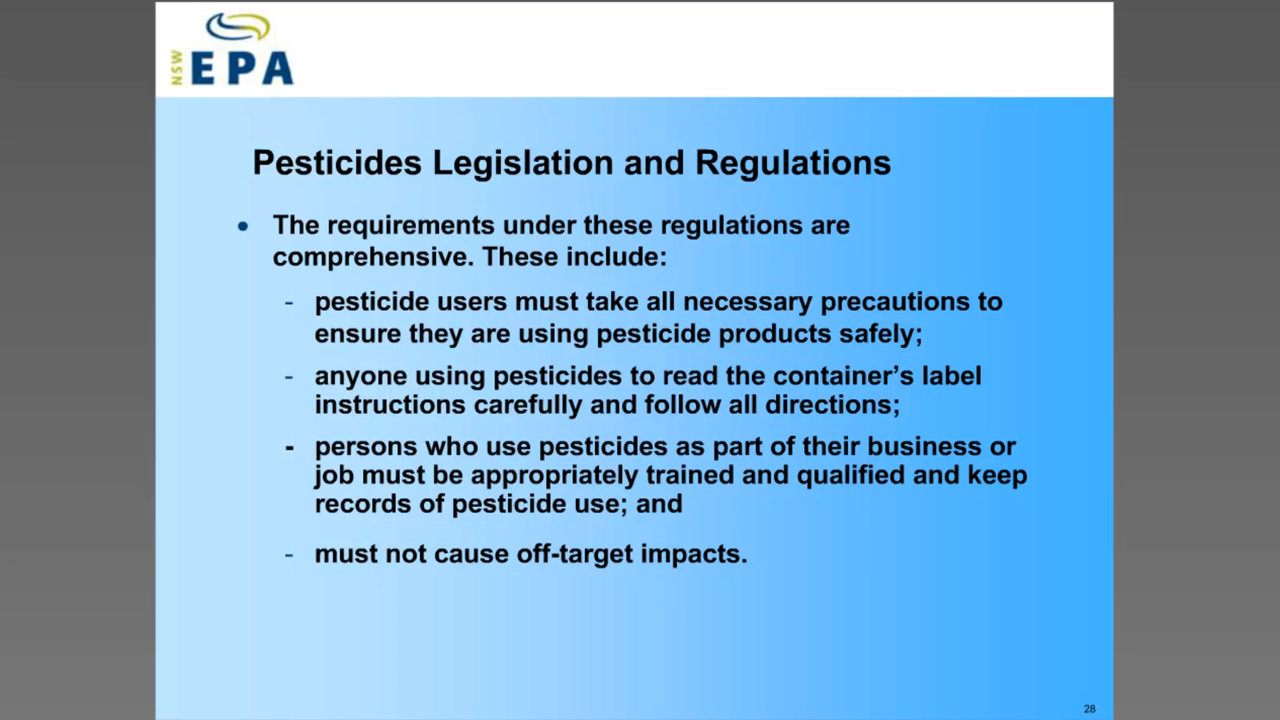 NSW EPA
Pesticides Legislation and Regulations
• The requirements under these regulations are
comprehensive. These include:
- pesticide users must take all necessary precautions to
ensure they are using pesticide products safely;
- anyone using pesticides to read the container’s label
instructions carefully and follow all directions;
- persons who use pesticides as part of their business or
job must be appropriately trained and qualified and keep
records of pesticide use; and
- must not cause off-target impacts.
28